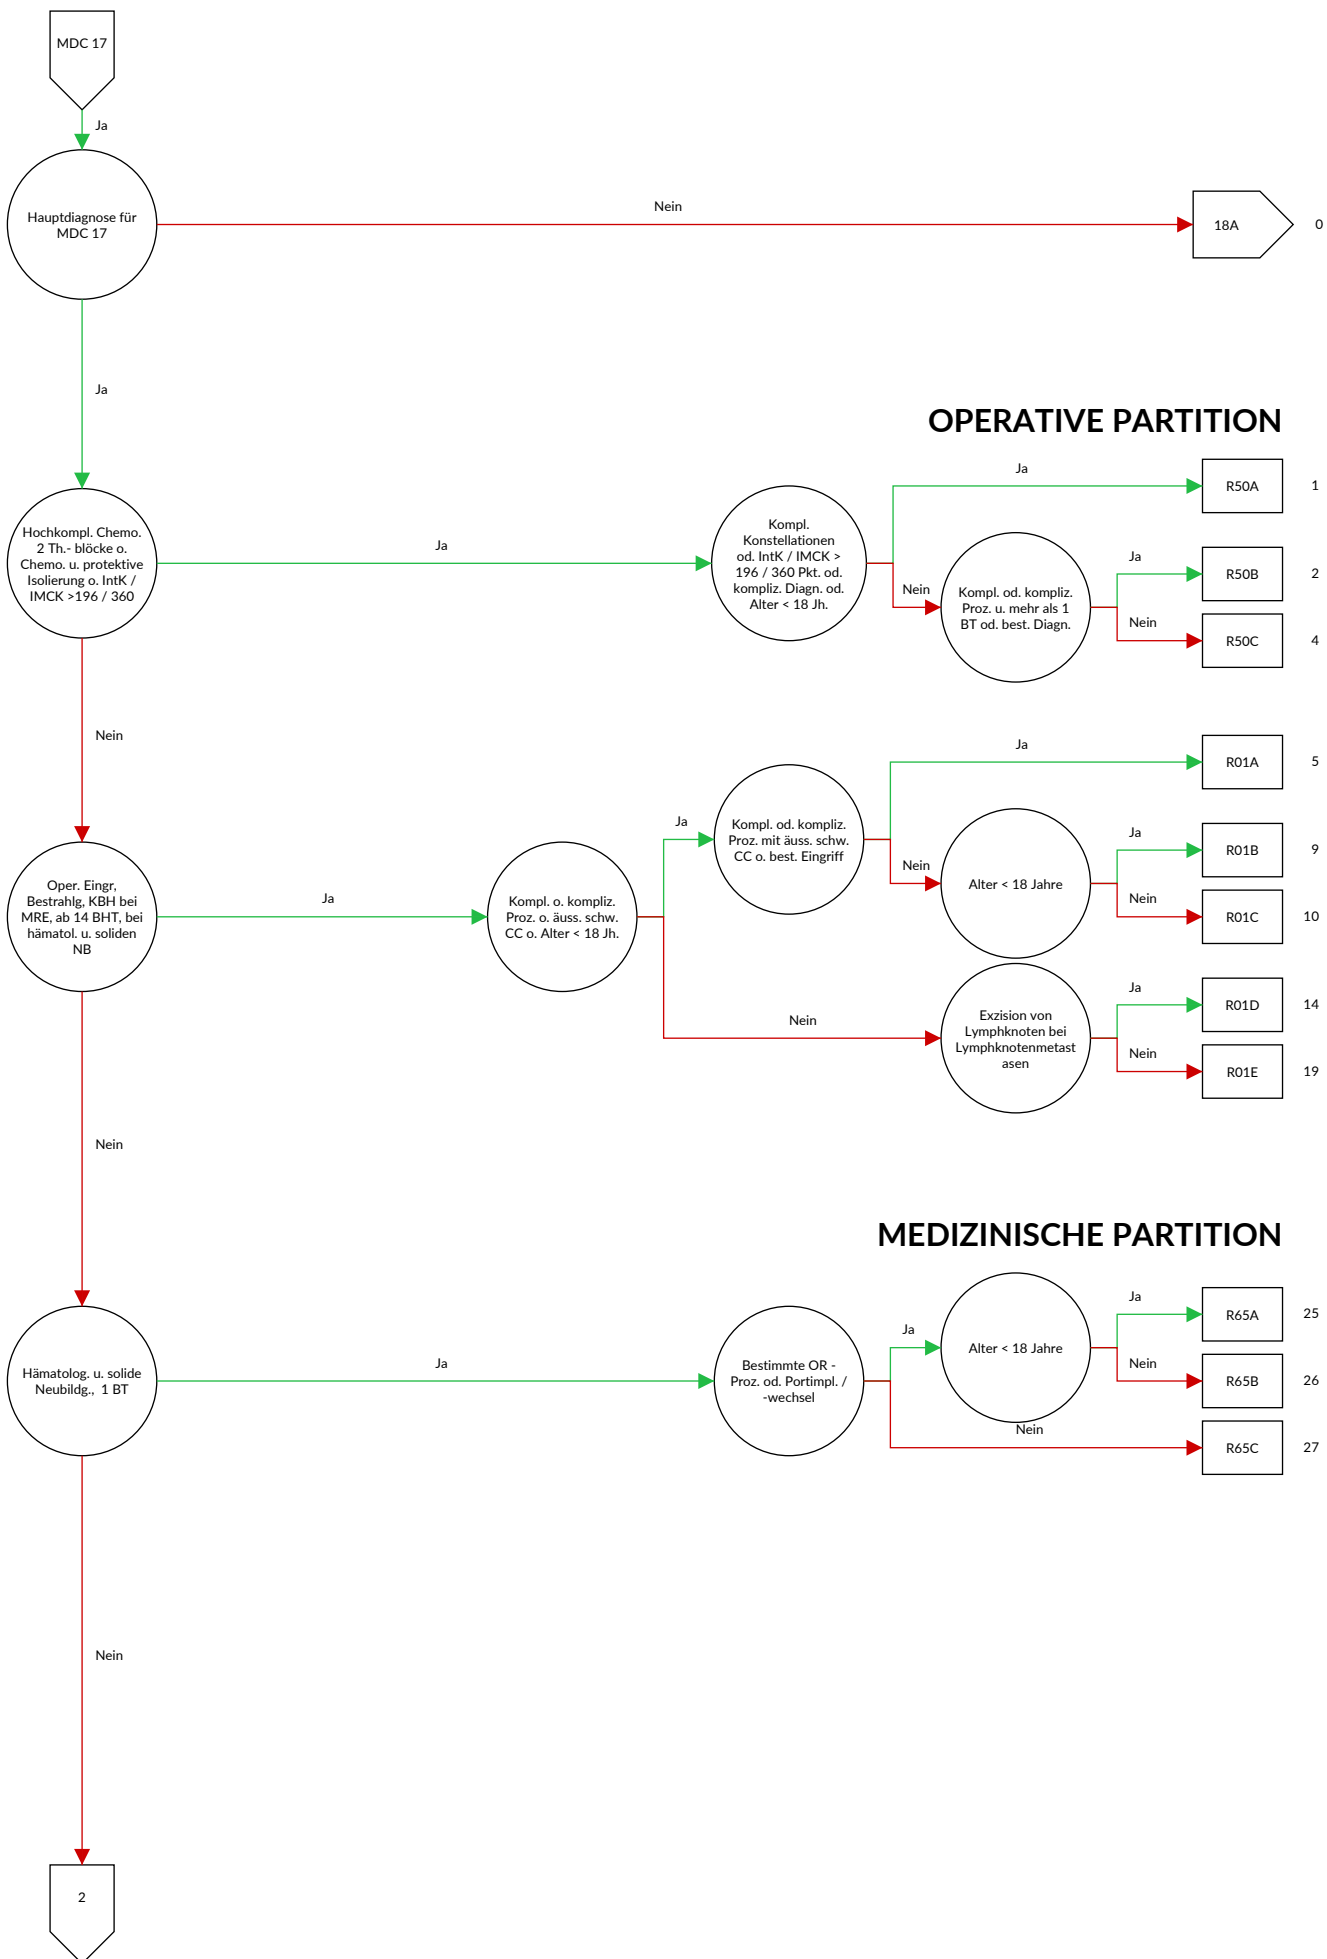 MDC 17
Ja
Hauptdiagnose für
MDC 17
Nein
18A
0
Ja
OPERATIVE PARTITION
Hochkompl. Chemo.
2 Th.- blöcke o.
Chemo. u. protektive
Isolierung o. IntK /
IMCK >196 / 360
Ja
Kompl.
Konstellationen
od. IntK / IMCK >
196 / 360 Pkt. od.
kompliz. Diagn. od.
Alter < 18 Jh.
Ja
R50A
1
Nein
Kompl. od. kompliz.
Proz. u. mehr als 1
BT od. best. Diagn.
Ja
R50B
2
Nein
R50C
4
Nein
Oper. Eingr,
Bestrahlg, KBH bei
MRE, ab 14 BHT, bei
hämatol. u. soliden
NB
Ja
Kompl. o. kompliz.
Proz. o. äuss. schw.
CC o. Alter < 18 Jh.
Ja
Kompl. od. kompliz.
Proz. mit äuss. schw.
CC o. best. Eingriff
Ja
R01A
5
Nein
Alter < 18 Jahre
Ja
R01B
9
Nein
R01C
10
Nein
Exzision von
Lymphknoten bei
Lymphknotenmetast
asen
Ja
R01D
14
Nein
R01E
19
Nein
MEDIZINISCHE PARTITION
Hämatolog. u. solide
Neubildg., 1 BT
Ja
Bestimmte OR -
Proz. od. Portimpl. /
-wechsel
Ja
Alter < 18 Jahre
Ja
R65A
25
Nein
R65B
26
Nein
R65C
27
Nein
2